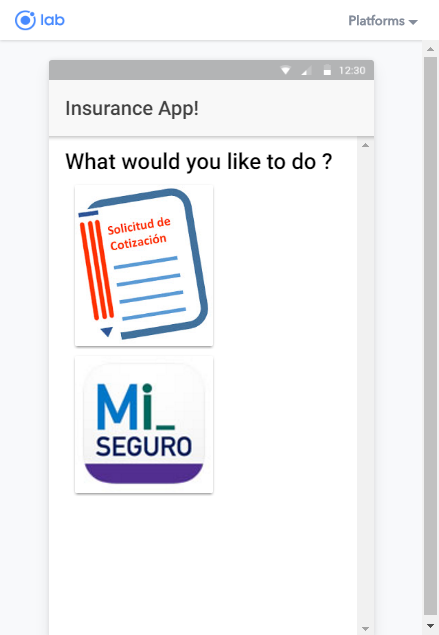 lab
Platforms
12:30
Insurance App!
What would you like to do ?
Solicitud de
Cotización
Mi_
SEGURO